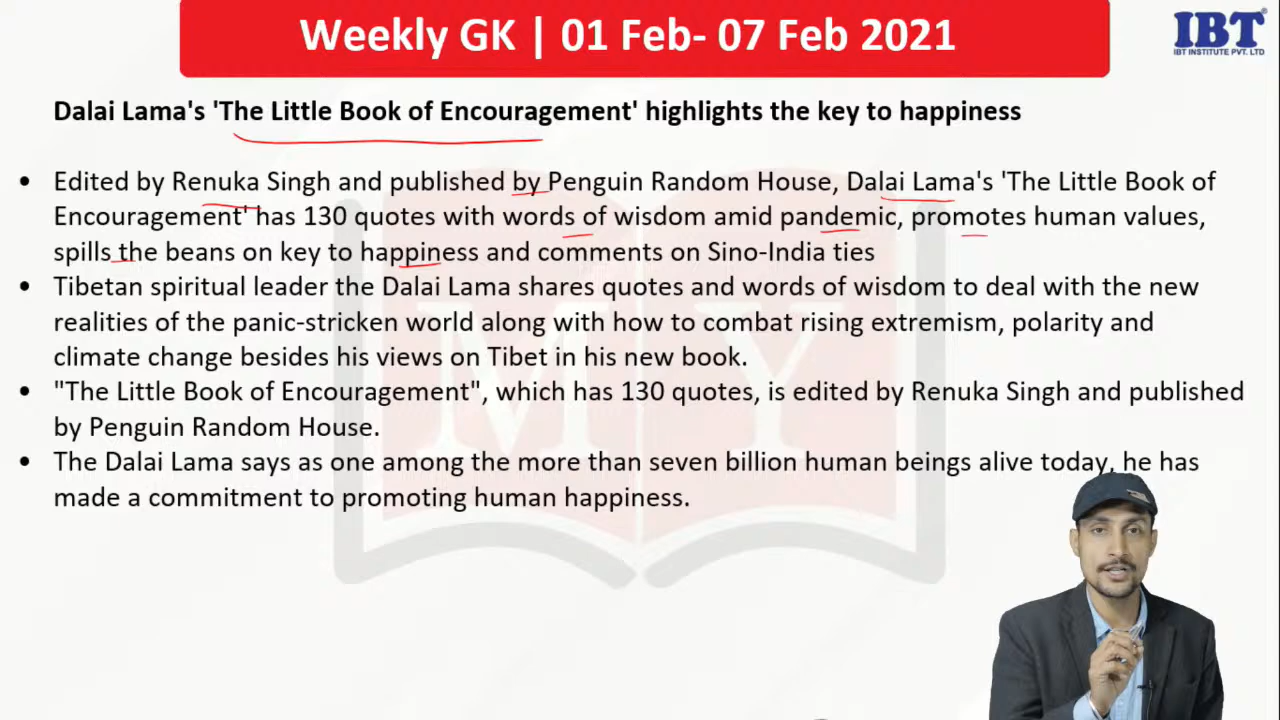 Weekly GK | 01 Feb- 07 Feb 2021
IBT
IBT INSTITUTE PVT. LTD
Dalai Lama's 'The Little Book of Encouragement' highlights the key to happiness
• Edited by Renuka Singh and published by Penguin Random House, Dalai Lama's 'The Little Book of
Encouragement' has 130 quotes with words of wisdom amid pandemic, promotes human values,
spills the beans on key to happiness and comments on Sino-India ties
• Tibetan spiritual leader the Dalai Lama shares quotes and words of wisdom to deal with the new
realities of the panic-stricken world along with how to combat rising extremism, polarity and
climate change besides his views on Tibet in his new book.
• "The Little Book of Encouragement", which has 130 quotes, is edited by Renuka Singh and published
by Penguin Random House.
• The Dalai Lama says as one among the more than seven billion human beings alive today, he has
made a commitment to promoting human happiness.
M Y